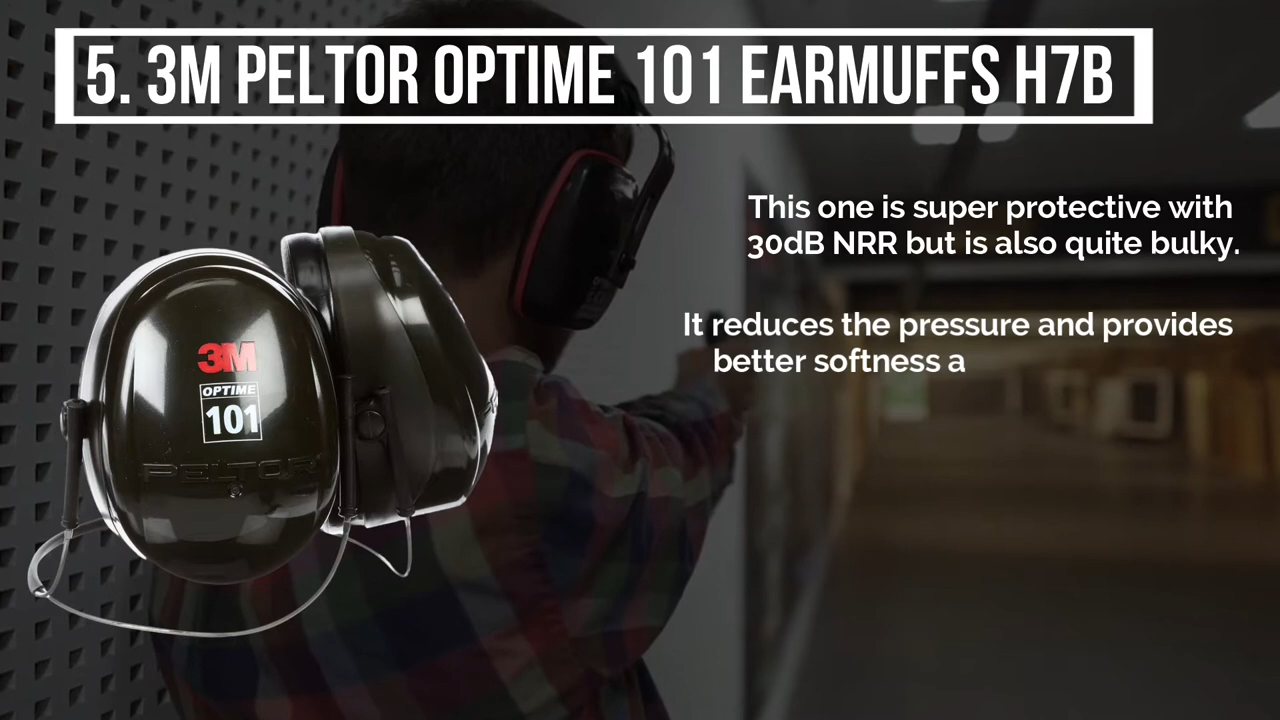 5. 3M PELTOR OPTIME 101 EARMUFFS H7B
This one is super protective with
30dB NRR but is also quite bulky.
It reduces the pressure and provides
better softness a
3M
OPTIME
101
PELTOR